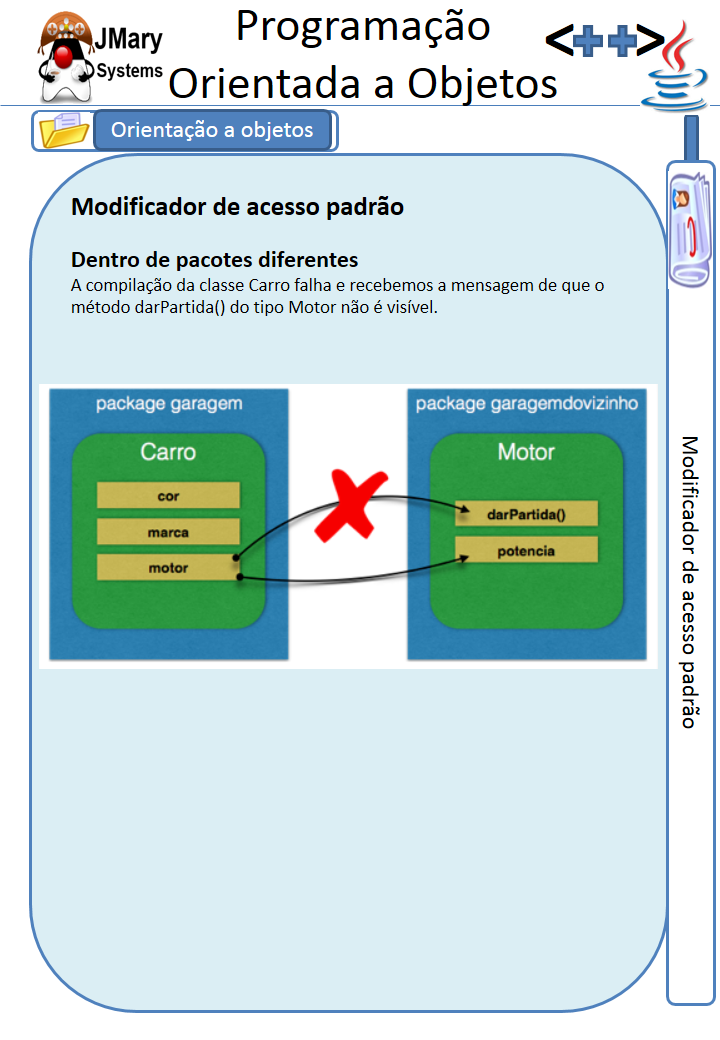 JMary
Systems
Programação
Orientada a Objetos
<++>
Orientação a objetos
Modificador de acesso padrão
Dentro de pacotes diferentes
A compilação da classe Carro falha e recebemos a mensagem de que o
método darPartida() do tipo Motor não é visível.
package garagem
Carro
cor
marca
motor
package garagemdovizinho
Motor
darPartida()
potencia
Modificador de acesso padrão